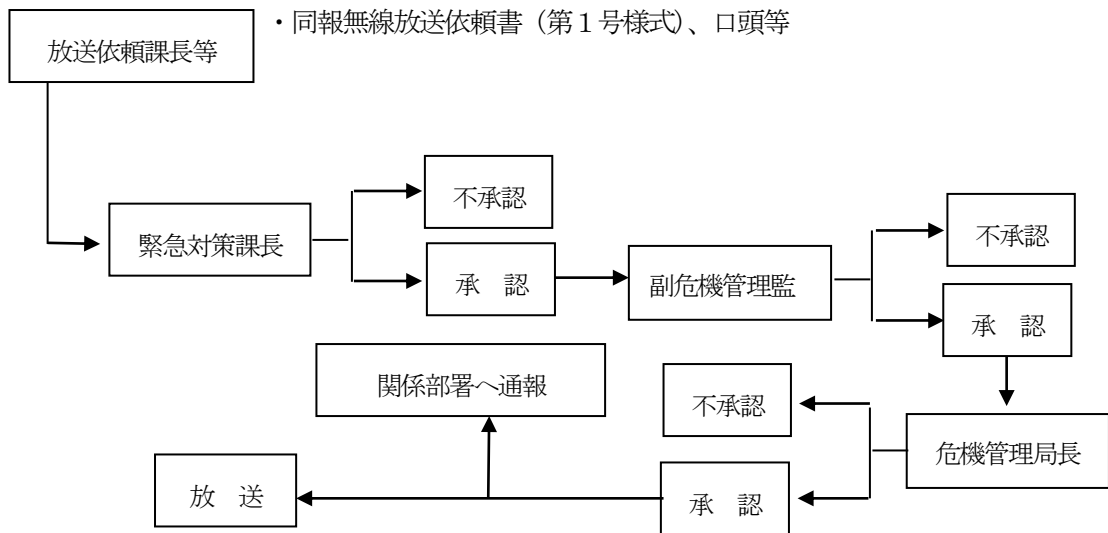 ・同報無線放送依頼書（第１号様式）、口頭等
放送依頼課長等
不承認
緊急対策課長
承　認
副危機管理監
不承認
承　認
関係部署へ通報
不承認
危機管理局長
放　送
承　認